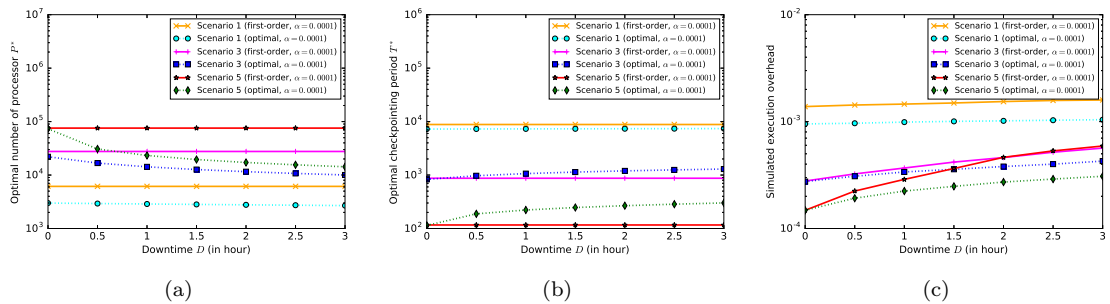 10^7
10^6
10^5
10^4
10^3
0 0.5 1 1.5 2 2.5 3
Downtime D (in hour)
Optimal number of processor P*
Scenario 1 (first-order, α = 0.0001)
Scenario 1 (optimal, α = 0.0001)
Scenario 3 (first-order, α = 0.0001)
Scenario 3 (optimal, α = 0.0001)
Scenario 5 (first-order, α = 0.0001)
Scenario 5 (optimal, α = 0.0001)
(a)
10^6
10^5
10^4
10^3
10^2
0 0.5 1 1.5 2 2.5 3
Downtime D (in hour)
Optimal checkpointing period T*
Scenario 1 (first-order, α = 0.0001)
Scenario 1 (optimal, α = 0.0001)
Scenario 3 (first-order, α = 0.0001)
Scenario 3 (optimal, α = 0.0001)
Scenario 5 (first-order, α = 0.0001)
Scenario 5 (optimal, α = 0.0001)
(b)
10^-2
10^-3
10^-4
0 0.5 1 1.5 2 2.5 3
Downtime D (in hour)
Simulated execution overhead
Scenario 1 (first-order, α = 0.0001)
Scenario 1 (optimal, α = 0.0001)
Scenario 3 (first-order, α = 0.0001)
Scenario 3 (optimal, α = 0.0001)
Scenario 5 (first-order, α = 0.0001)
Scenario 5 (optimal, α = 0.0001)
(c)